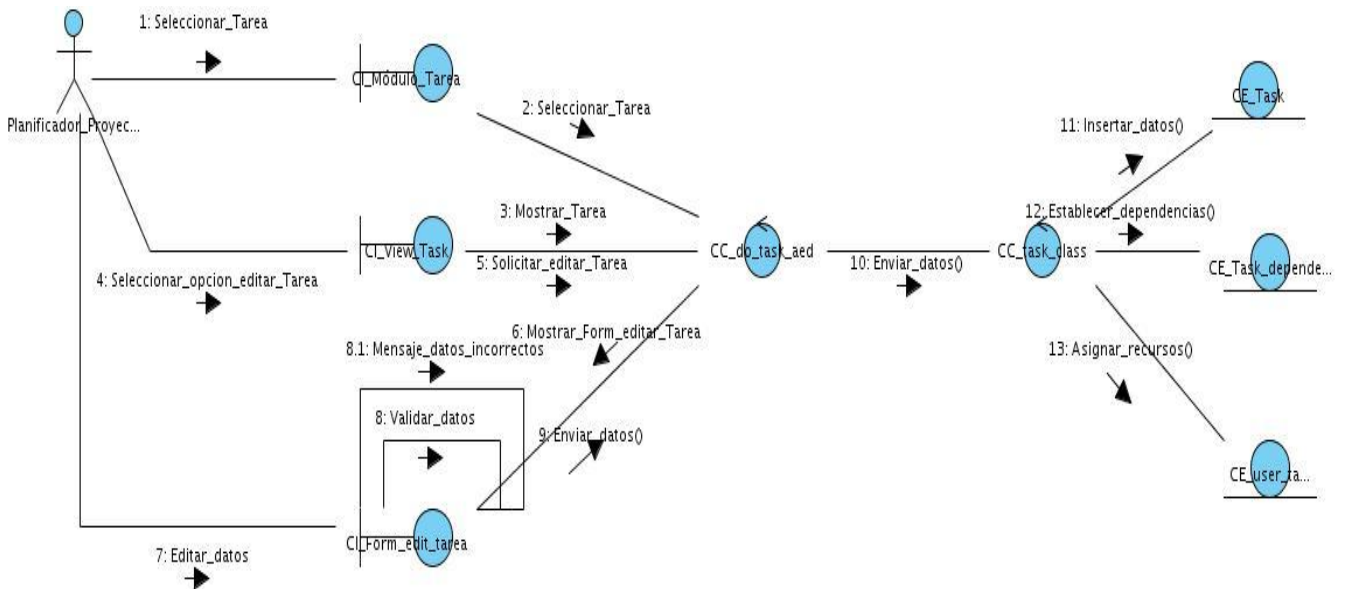 1: Seleccionar_Tarea
CI_Módulo_Tarea
Planificador_Proyec...
2: Seleccionar_Tarea
CE_Task
11: Insertar_datos()
3: Mostrar_Tarea
12: Establecer_dependencias()
CI_View_Task
CC_do_task_aed
CC_task_class
5: Solicitar_editar_Tarea
10: Enviar_datos()
CE_Task_depende...
4: Seleccionar_opcion_editar_Tarea
6: Mostrar_Form_editar_Tarea
8.1: Mensaje_datos_incorrectos
13: Asignar_recursos()
8: Validar_datos
9: Enviar_datos()
CE_user_ta...
CI_Form_edit_tarea
7: Editar_datos